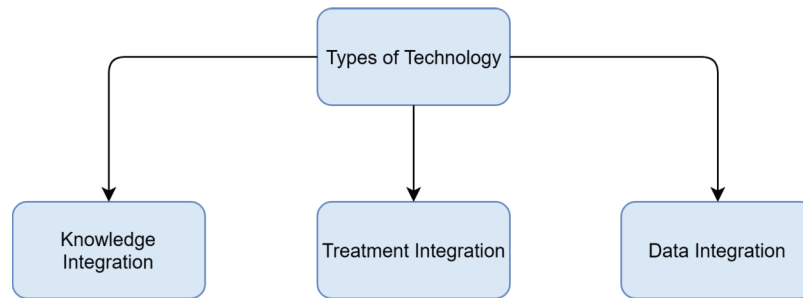 Types of Technology
Knowledge
Integration
Treatment Integration
Data Integration